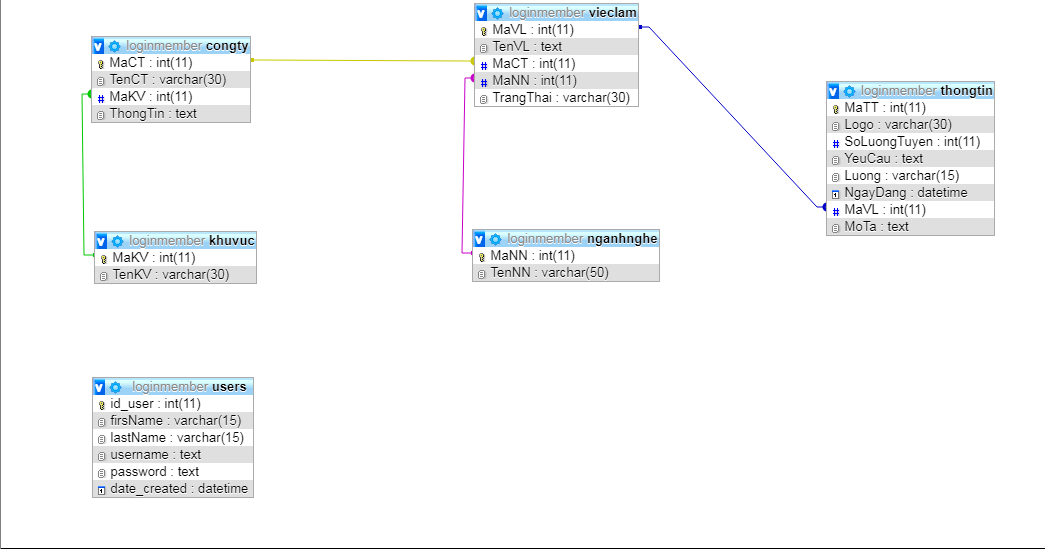 loginmember congty
MaCT : int(11)
TenCT : varchar(30)
MaKV : int(11)
ThongTin : text
loginmember vieclam
MaVL : int(11)
TenVL : text
MaCT : int(11)
MaNN : int(11)
TrangThai : varchar(30)
loginmember thongtin
MaTT : int(11)
Logo : varchar(30)
SoLuongTuyen : int(11)
YeuCau : text
Luong : varchar(15)
NgayDang : datetime
MaVL : int(11)
MoTa : text
loginmember khuvuc
MaKV : int(11)
TenKV : varchar(30)
loginmember nganhnghe
MaNN : int(11)
TenNN : varchar(50)
loginmember users
id_user : int(11)
firsName : varchar(15)
lastName : varchar(15)
username : text
password : text
date_created : datetime